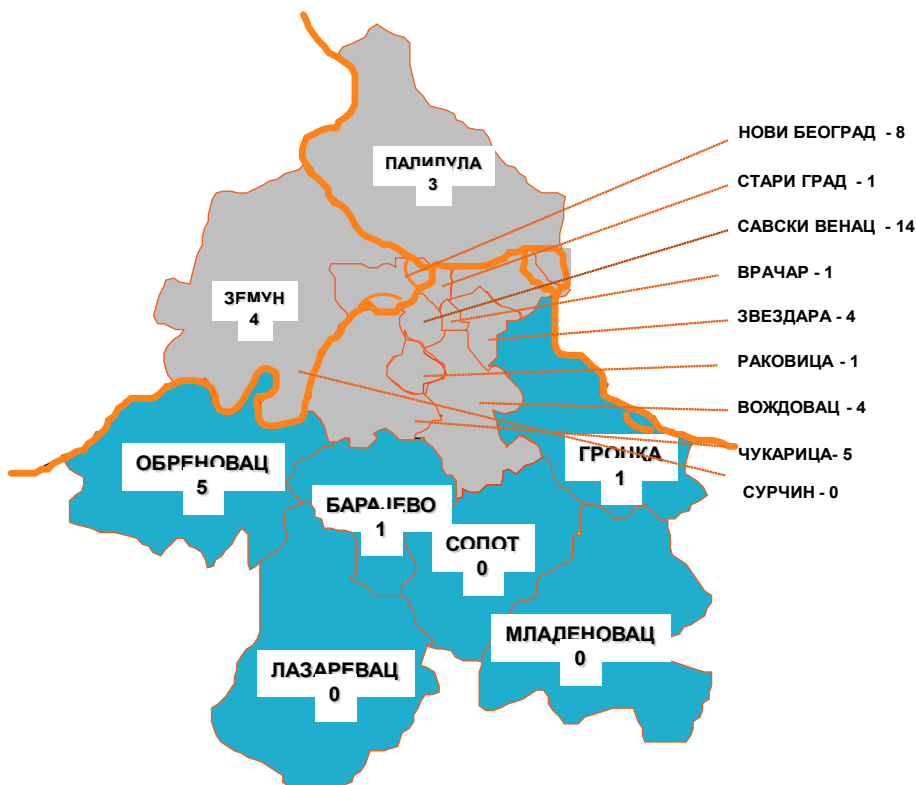 НОВИ БЕОГРАД - 8
ПАЛИЛУЛА
3
СТАРИ ГРАД - 1
САВСКИ ВЕНАЦ - 14
ВРАЧАР - 1
ЗЕМУН
4
ЗВЕЗДАРА - 4
РАКОВИЦА - 1
ВОЖДОВАЦ - 4
ЧУКАРИЦА- 5
СУРЧИН - 0
ОБРЕНОВАЦ
5
ГРОЦКА
1
БАРАЈЕВО
1
СОПОТ
0
МЛАДЕНОВАЦ
0
ЛАЗАРЕВАЦ
0